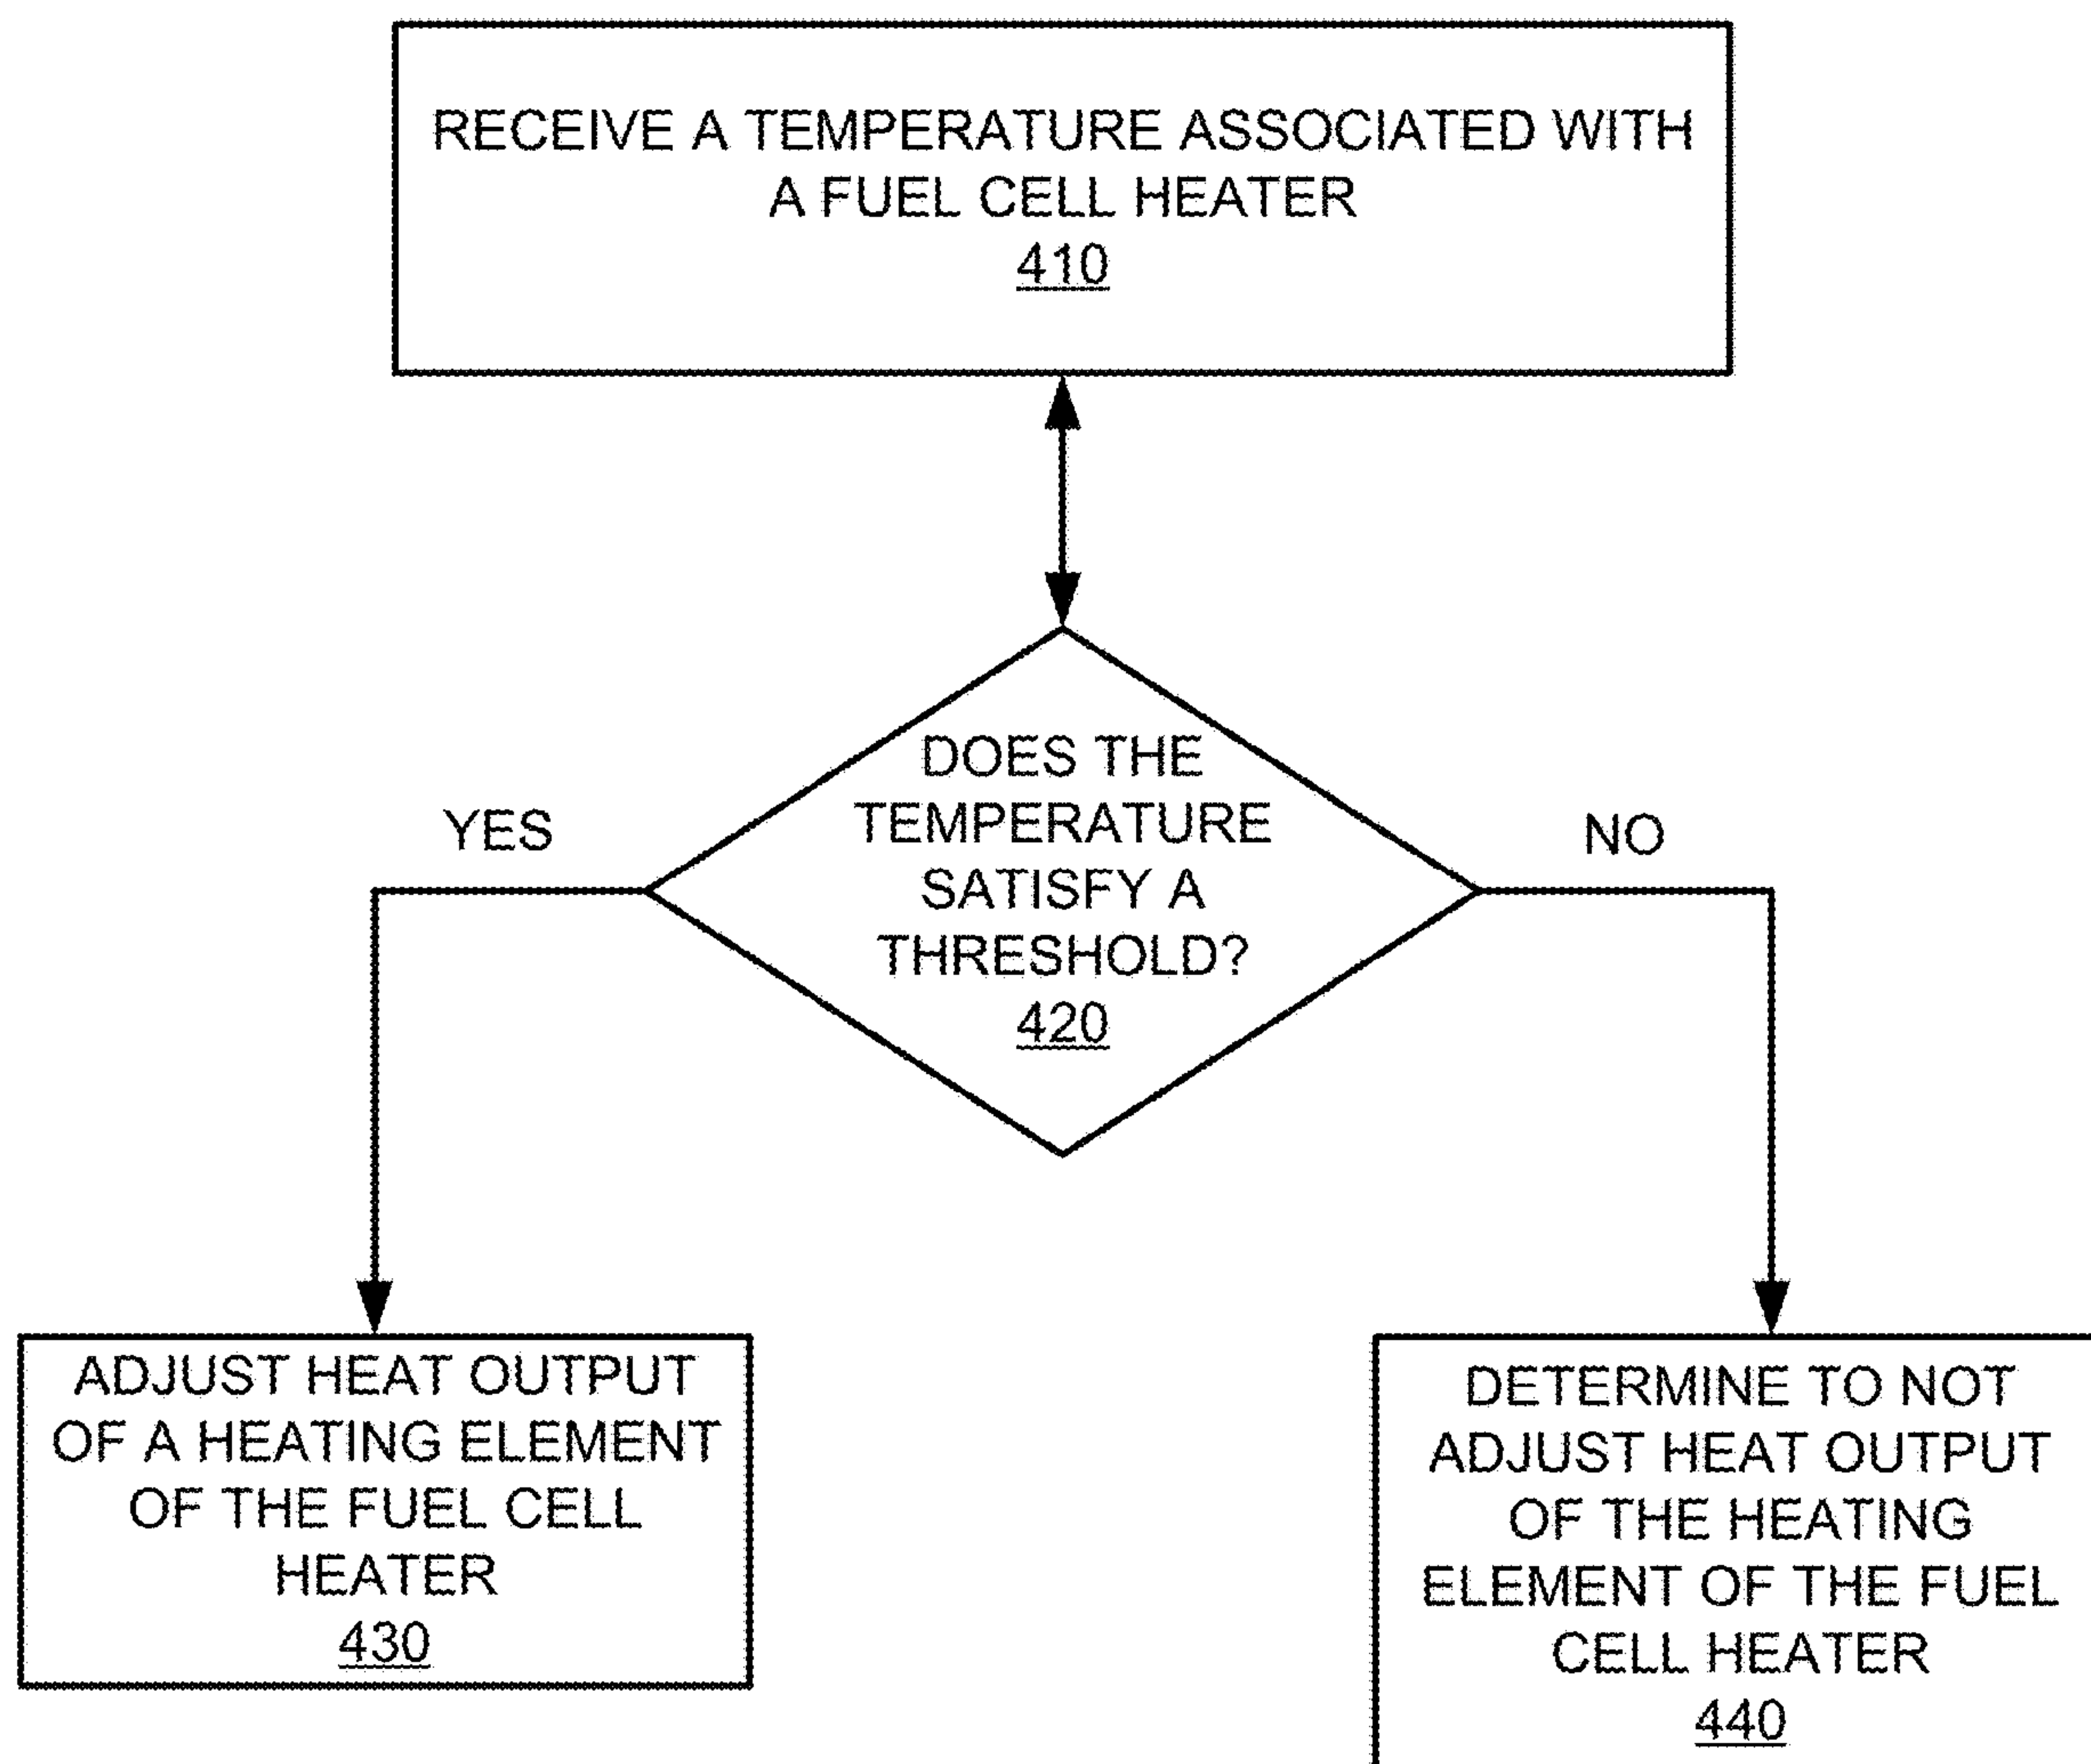 RECEIVE A TEMPERATURE ASSOCIATED WITH
A FUEL CELL HEATER
410
DOES THE
TEMPERATURE
SATISFY A
THRESHOLD?
420
YES
NO
ADJUST HEAT OUTPUT
OF A HEATING ELEMENT
OF THE FUEL CELL
HEATER
430
DETERMINE TO NOT
ADJUST HEAT OUTPUT
OF THE HEATING
ELEMENT OF THE FUEL
CELL HEATER
440